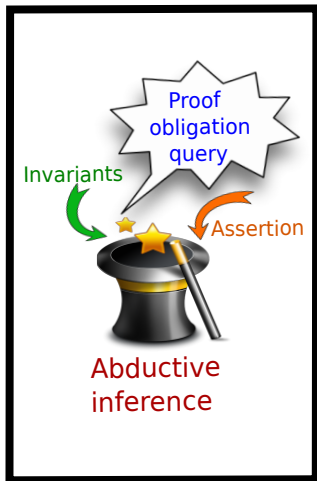 Proof
obligation
query
Invariants
Assertion
Abductive
inference